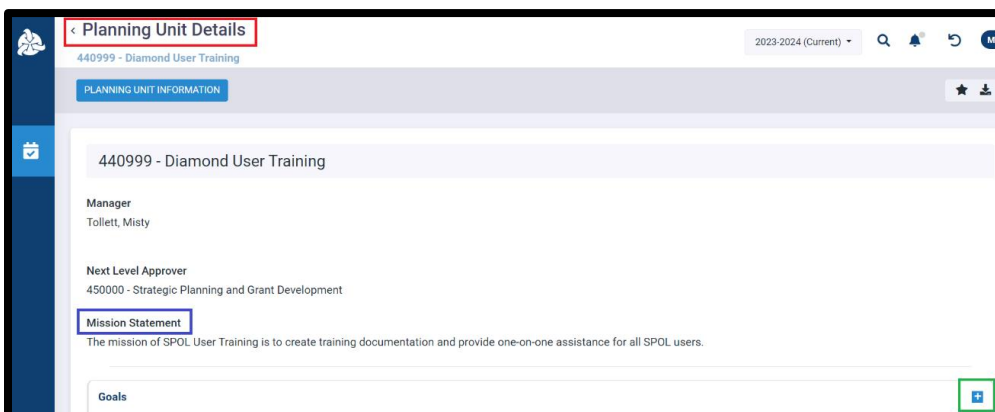 ‹ Planning Unit Details
440999 - Diamond User Training
2023-2024 (Current)
M
PLANNING UNIT INFORMATION
440999 - Diamond User Training
Manager
Tollett, Misty
Next Level Approver
450000 - Strategic Planning and Grant Development
Mission Statement
The mission of SPOL User Training is to create training documentation and provide one-on-one assistance for all SPOL users.
Goals